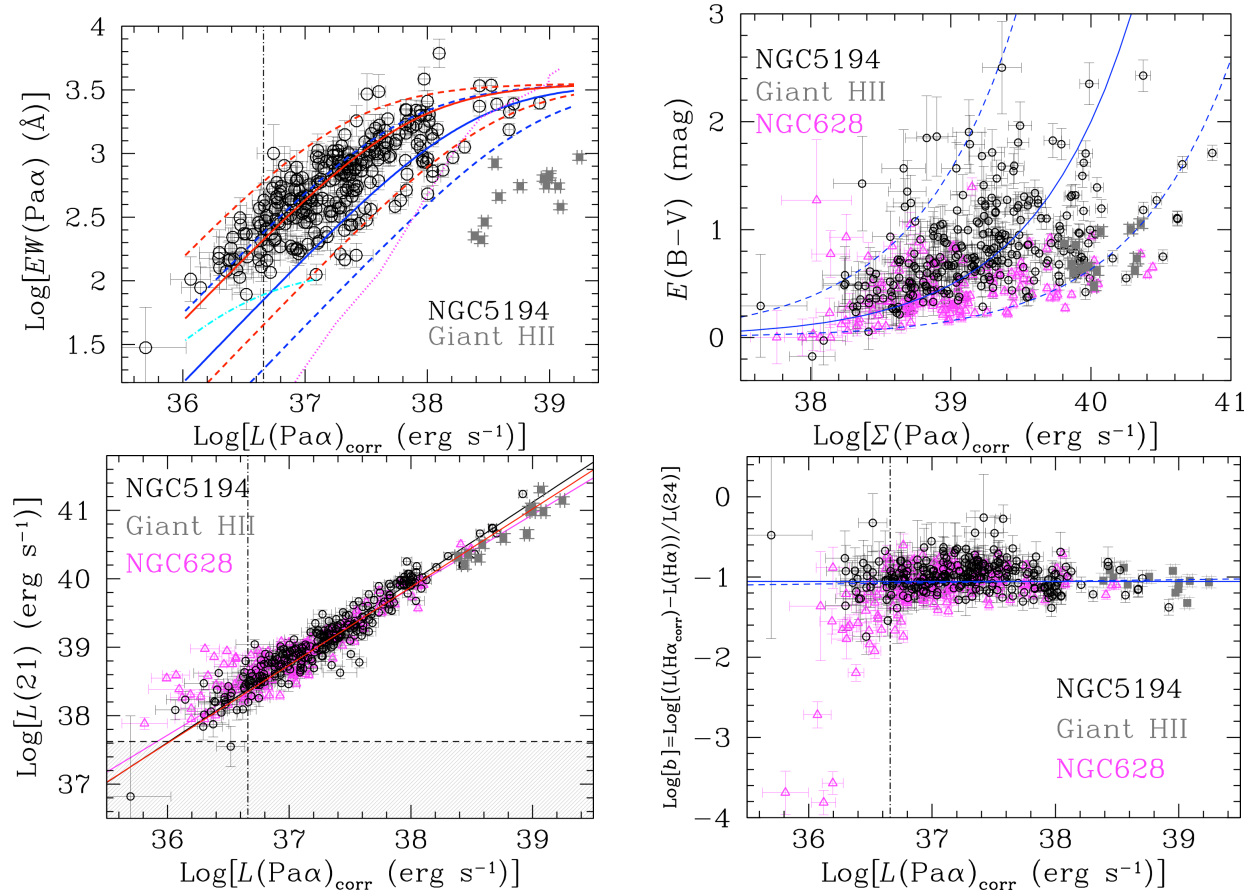 4
3.5
3
2.5
2
1.5
Log[EW(Paα) (Å)
NGC5194
Giant HII
36 37 38 39
Log[L(Paα)corr (erg s⁻¹)]
3
2
1
0
E(B−V) (mag)
NGC5194
Giant HII
NGC628
38 39 40 41
Log[Σ(Paα)corr (erg s⁻¹)]
41
40
39
38
37
Log[L(21) (erg s⁻¹)]
NGC5194
Giant HII
NGC628
36 37 38 39
Log[L(Paα)corr (erg s⁻¹)]
0
−1
−2
−3
−4
Log[b]=Log[(L(Hαcorr)−L(Hα))/L(24)]
NGC5194
Giant HII
NGC628
36 37 38 39
Log[L(Paα)corr (erg s⁻¹)]